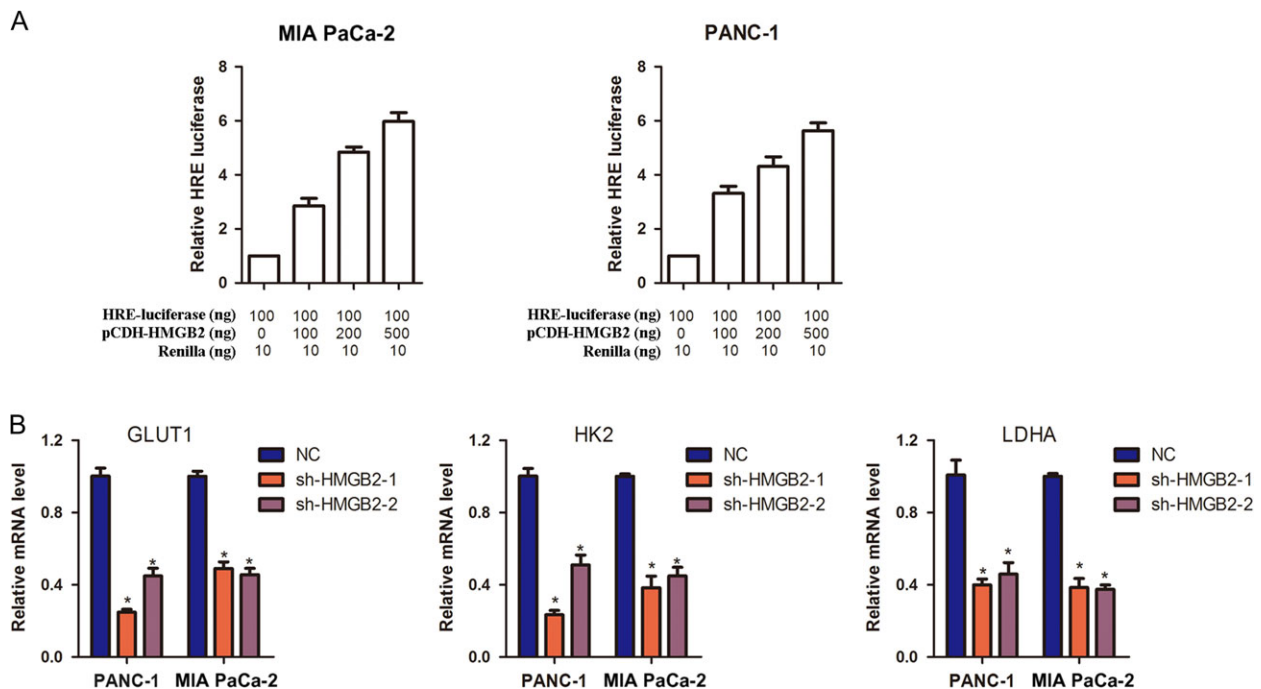 A
MIA PaCa-2
Relative HRE luciferase
8
6
4
2
0
HRE-luciferase (ng) 100 100 100 100
pCDH-HMGB2 (ng) 0 100 200 500
Renilla (ng) 10 10 10 10
PANC-1
Relative HRE luciferase
8
6
4
2
0
HRE-luciferase (ng) 100 100 100 100
pCDH-HMGB2 (ng) 0 100 200 500
Renilla (ng) 10 10 10 10
B
GLUT1
Relative mRNA level
1.2
0.8
0.4
0.0
NC
sh-HMGB2-1
sh-HMGB2-2
* * * *
PANC-1 MIA PaCa-2
HK2
Relative mRNA level
1.2
0.8
0.4
0.0
NC
sh-HMGB2-1
sh-HMGB2-2
* * * *
PANC-1 MIA PaCa-2
LDHA
Relative mRNA level
1.2
0.8
0.4
0.0
NC
sh-HMGB2-1
sh-HMGB2-2
* * * *
PANC-1 MIA PaCa-2